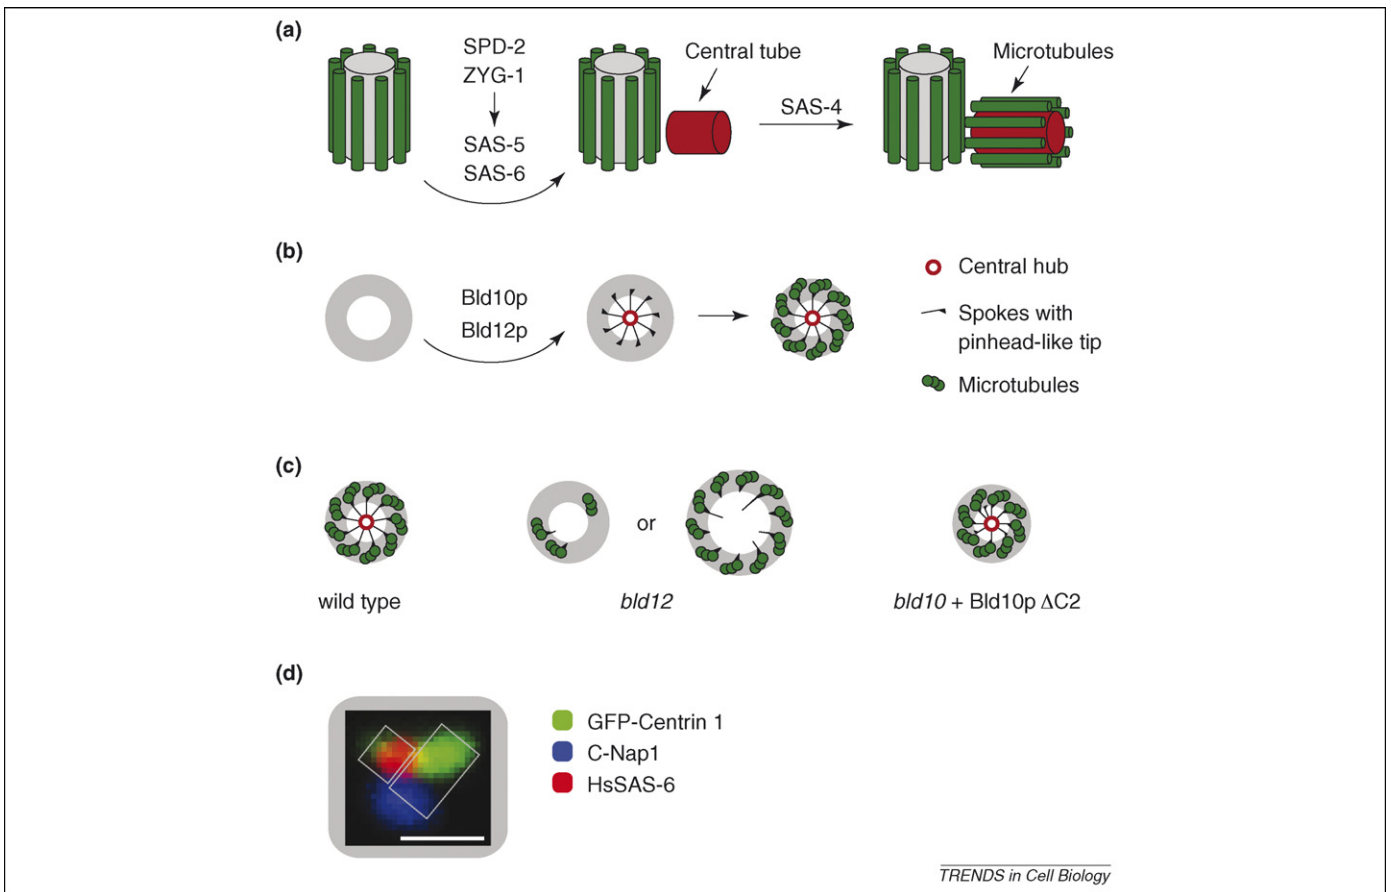 (a)
SPD-2
ZYG-1
SAS-5
SAS-6
Central tube
SAS-4
Microtubules
(b)
Bld10p
Bld12p
Central hub
Spokes with
pinhead-like tip
Microtubules
(c)
or
wild type
bld12
bld10 + Bld10p ΔC2
(d)
GFP-Centrin 1
C-Nap1
HsSAS-6
TRENDS in Cell Biology